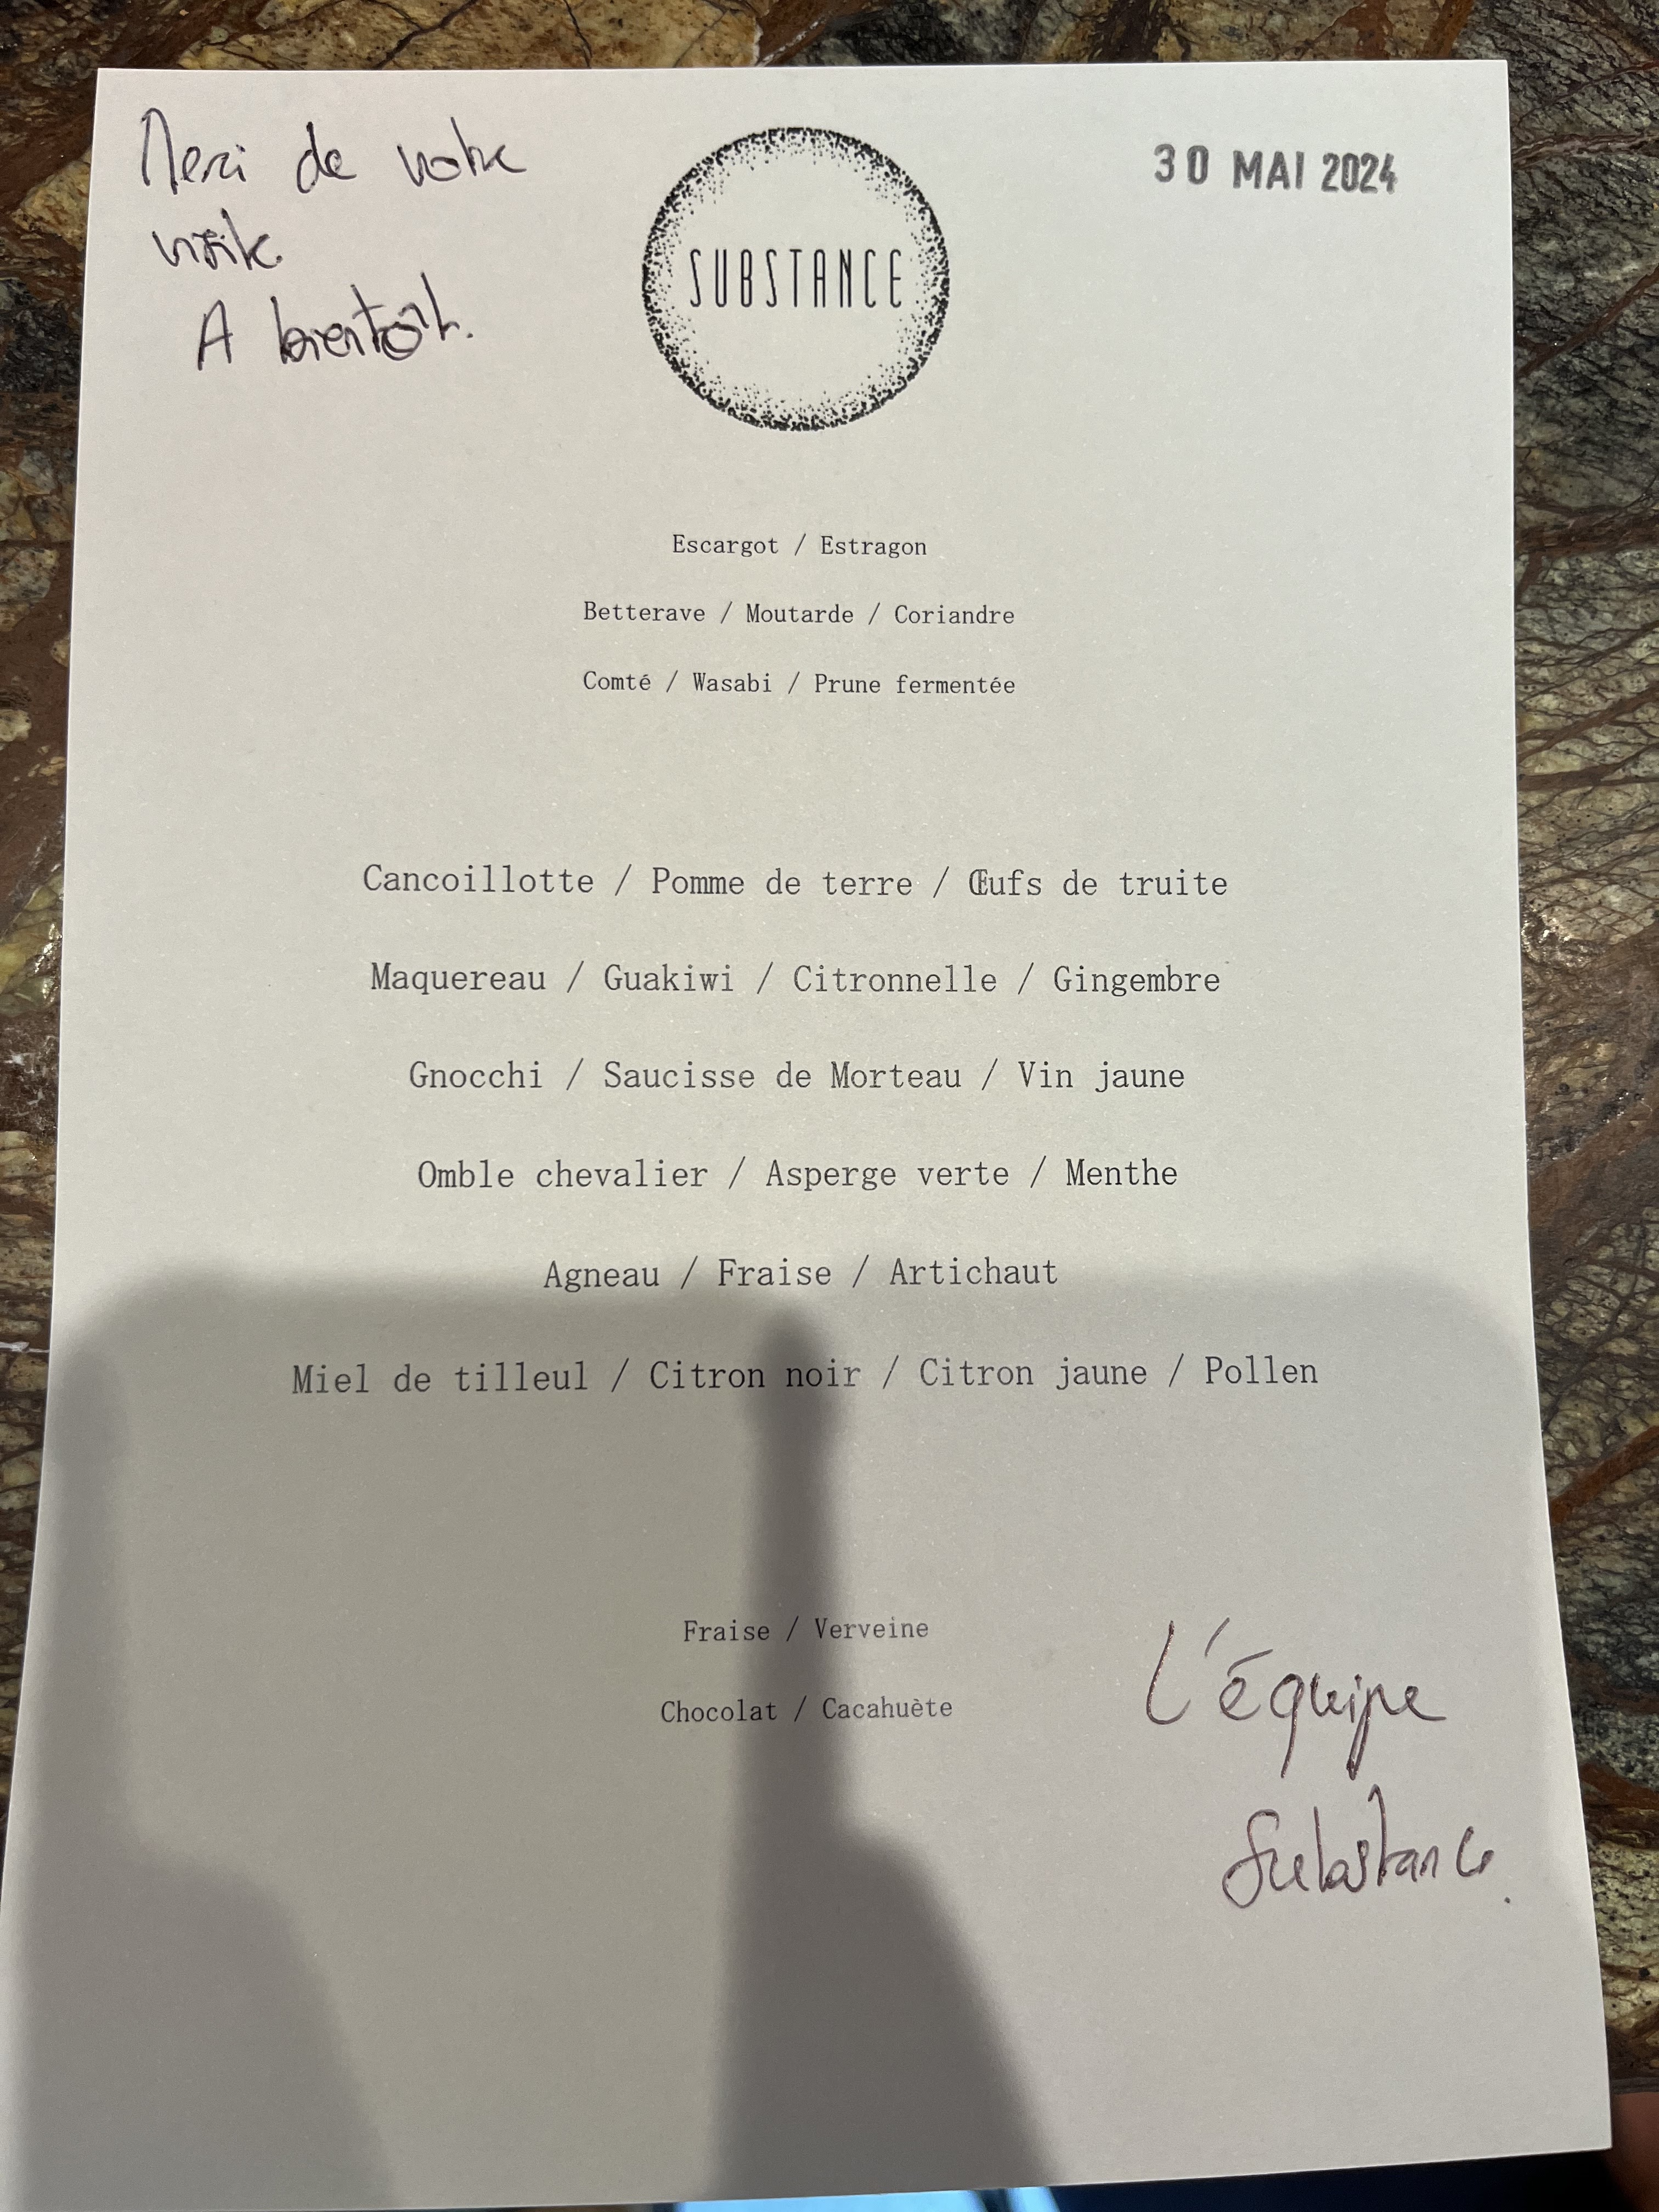 Merci de votre
visite.
A bientôt.
SUBSTANCE
30 MAI 2024
Escargot / Estragon
Betterave / Moutarde / Coriandre
Comté / Wasabi / Prune fermentée
Cancoillotte / Pomme de terre / Œufs de truite
Maquereau / Guakiwi / Citronnelle / Gingembre
Gnocchi / Saucisse de Morteau / Vin jaune
Omble chevalier / Asperge verte / Menthe
Agneau / Fraise / Artichaut
Miel de tilleul / Citron noir / Citron jaune / Pollen
Fraise / Verveine
Chocolat / Cacahuète
L'équipe
Substance.